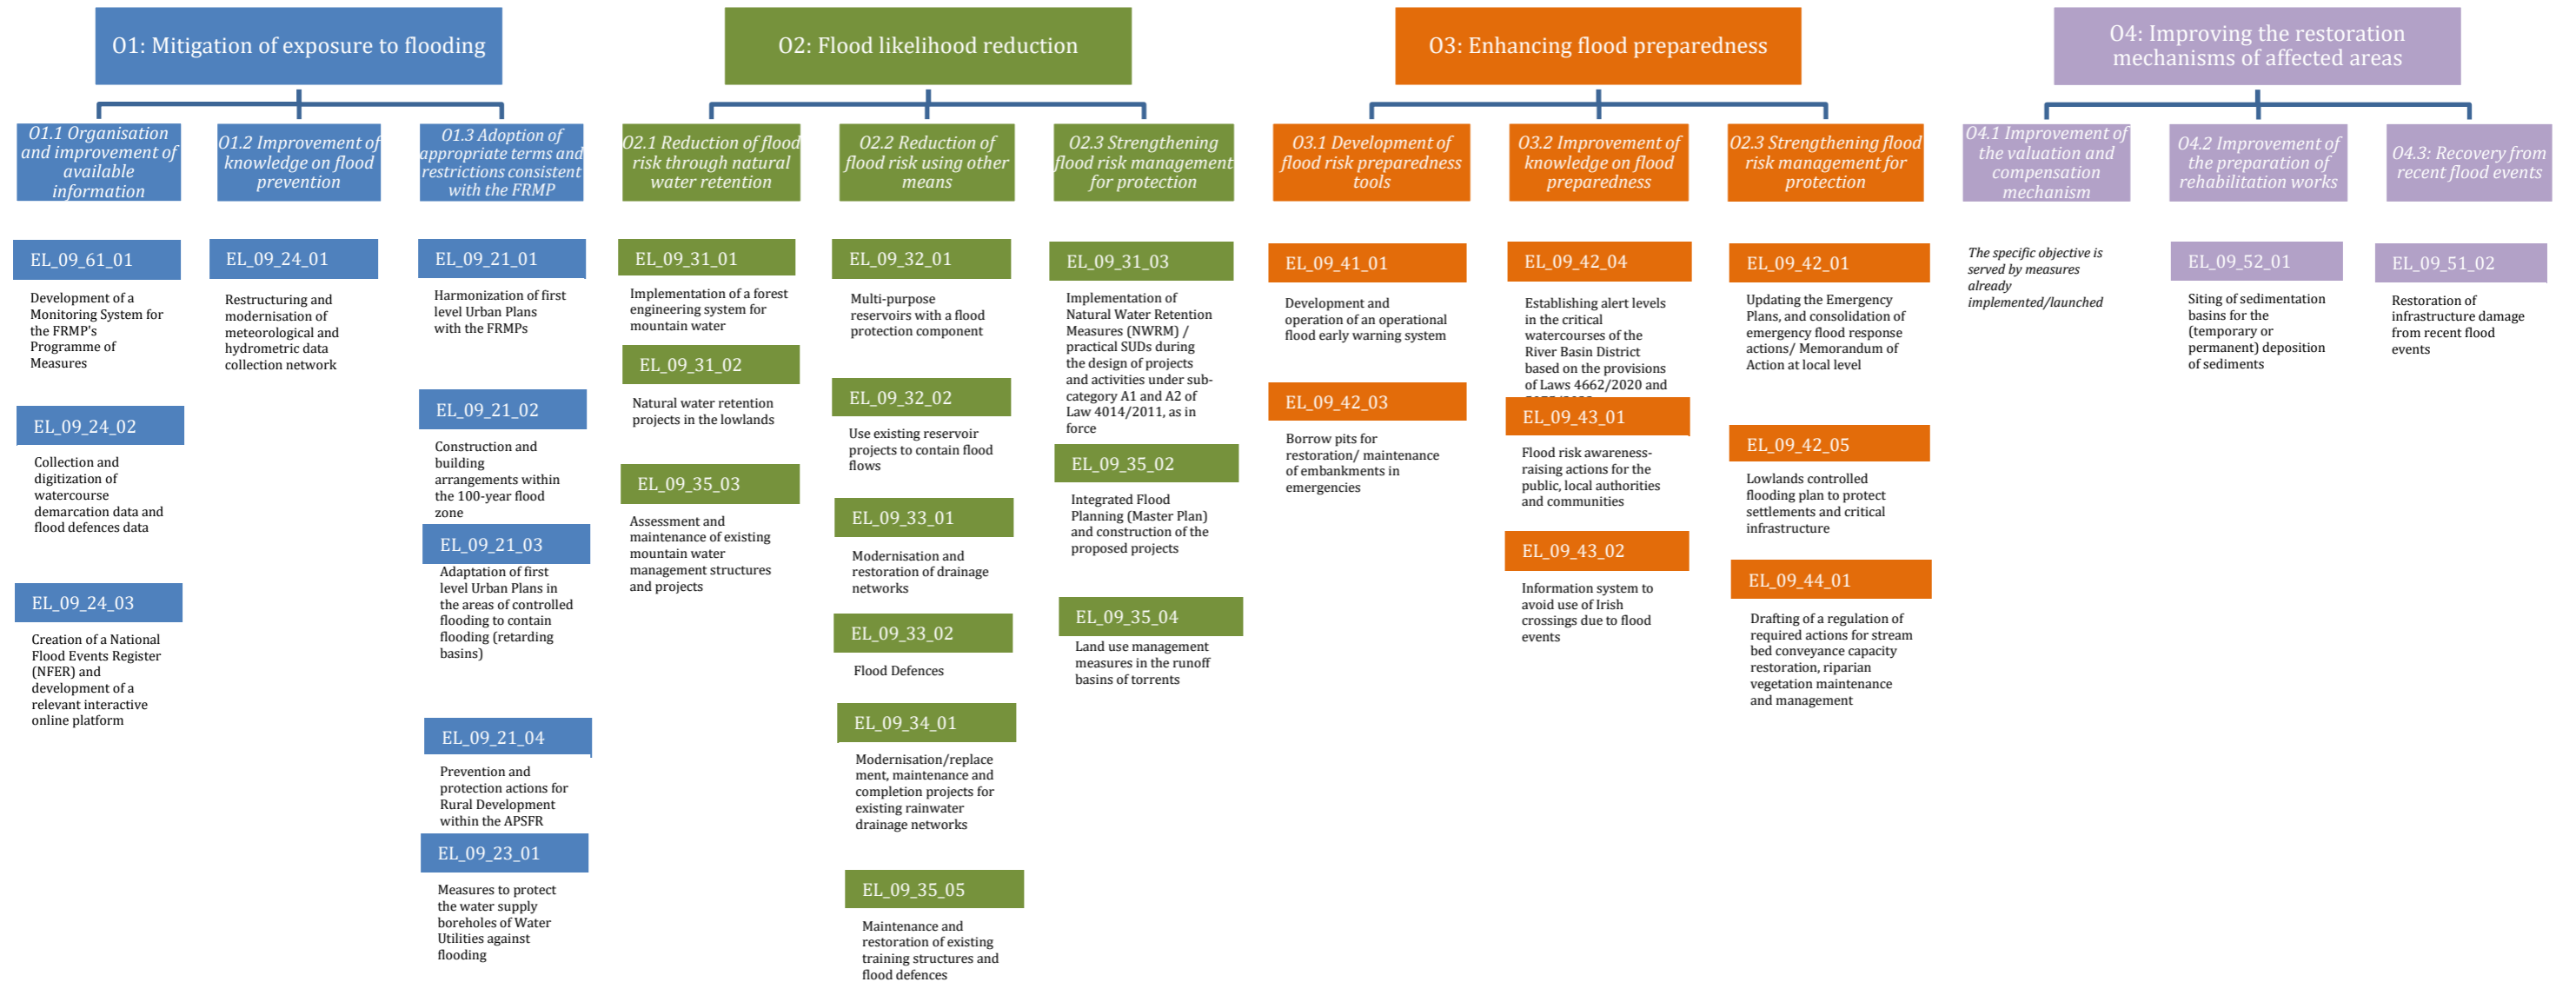 O1: Mitigation of exposure to flooding
O1.1 Organisation
and improvement of
available
information
EL_09_61_01
Development of a
Monitoring System for
the FRMP's
Programme of
Measures
EL_09_24_02
Collection and
digitization of
watercourse
demarcation data and
flood defences data
EL_09_24_03
Creation of a National
Flood Events Register
(NFER) and
development of a
relevant interactive
online platform
O1.2 Improvement of
knowledge on flood
prevention
EL_09_24_01
Restructuring and
modernisation of
meteorological and
hydrometric data
collection network
O1.3 Adoption of
appropriate terms and
restrictions consistent
with the FRMP
EL_09_21_01
Harmonization of first
level Urban Plans
with the FRMPs
EL_09_21_02
Construction and
building
arrangements within
the 100-year flood
zone
EL_09_21_03
Adaptation of first
level Urban Plans in
the areas of controlled
flooding to contain
flooding (retarding
basins)
EL_09_21_04
Prevention and
protection actions for
Rural Development
within the APSFR
EL_09_23_01
Measures to protect
the water supply
boreholes of Water
Utilities against
flooding
O2: Flood likelihood reduction
O2.1 Reduction of flood
risk through natural
water retention
EL_09_31_01
Implementation of a forest
engineering system for
mountain water
EL_09_31_02
Natural water retention
projects in the lowlands
EL_09_35_03
Assessment and
maintenance of existing
mountain water
management structures
and projects
O2.2 Reduction of
flood risk using other
means
EL_09_32_01
Multi-purpose
reservoirs with a flood
protection component
EL_09_32_02
Use existing reservoir
projects to contain flood
flows
EL_09_33_01
Modernisation and
restoration of drainage
networks
EL_09_33_02
Flood Defences
EL_09_34_01
Modernisation/replace
ment, maintenance and
completion projects for
existing rainwater
drainage networks
EL_09_35_05
Maintenance and
restoration of existing
training structures and
flood defences
O2.3 Strengthening
flood risk management
for protection
EL_09_31_03
Implementation of
Natural Water Retention
Measures (NWRM) /
practical SUDs during
the design of projects
and activities under sub-
category A1 and A2 of
Law 4014/2011, as in
force
EL_09_35_02
Integrated Flood
Planning (Master Plan)
and construction of the
proposed projects
EL_09_35_04
Land use management
measures in the runoff
basins of torrents
O3: Enhancing flood preparedness
O3.1 Development of
flood risk preparedness
tools
EL_09_41_01
Development and
operation of an operational
flood early warning system
EL_09_42_03
Borrow pits for
restoration/ maintenance
of embankments in
emergencies
O3.2 Improvement of
knowledge on flood
preparedness
EL_09_42_04
Establishing alert levels
in the critical
watercourses of the
River Basin District
based on the provisions
of Laws 4662/2020 and
EL_09_43_01
Flood risk awareness-
raising actions for the
public, local authorities
and communities
EL_09_43_02
Information system to
avoid use of Irish
crossings due to flood
events
O2.3 Strengthening flood
risk management for
protection
EL_09_42_01
Updating the Emergency
Plans, and consolidation of
emergency flood response
actions/ Memorandum of
Action at local level
EL_09_42_05
Lowlands controlled
flooding plan to protect
settlements and critical
infrastructure
EL_09_44_01
Drafting of a regulation of
required actions for stream
bed conveyance capacity
restoration, riparian
vegetation maintenance
and management
O4: Improving the restoration
mechanisms of affected areas
O4.1 Improvement of
the valuation and
compensation
mechanism
The specific objective is
served by measures
already
implemented/launched
O4.2 Improvement of
the preparation of
rehabilitation works
EL_09_52_01
Siting of sedimentation
basins for the
(temporary or
permanent) deposition
of sediments
O4.3: Recovery from
recent flood events
EL_09_51_02
Restoration of
infrastructure damage
from recent flood
events